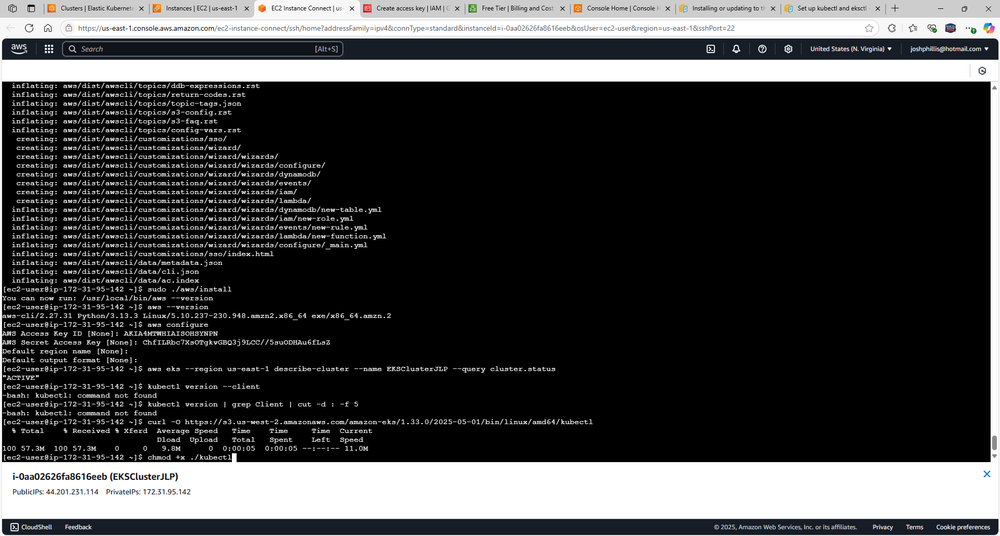 Clusters | Elastic Kubernete
Instances | EC2 | us-east-1
EC2 Instance Connect | us-
Create access key | IAM | G
Free Tier | Billing and Cost
Console Home | Console H
Installing or updating to th
Set up kubectl and eksctl -
https://us-east-1.console.aws.amazon.com/ec2-instance-connect/ssh/home?addressFamily=ipv4&connType=standard&instanceId=i-0aa02626fa8616eeb&osUser=ec2-user&region=us-east-1&sshPort=22
aws
Search [Alt+S]
United States (N. Virginia)
joshphillis@hotmail.com
inflating: aws/dist/awscli/topics/ddb-expressions.rst
inflating: aws/dist/awscli/topics/return-codes.rst
inflating: aws/dist/awscli/topics/topic-tags.json
inflating: aws/dist/awscli/topics/s3-config.rst
inflating: aws/dist/awscli/topics/s3-faq.rst
inflating: aws/dist/awscli/topics/config-vars.rst
creating: aws/dist/awscli/customizations/sso/
creating: aws/dist/awscli/customizations/wizard/
creating: aws/dist/awscli/customizations/wizard/wizards/
creating: aws/dist/awscli/customizations/wizard/wizards/configure/
creating: aws/dist/awscli/customizations/wizard/wizards/dynamodb/
creating: aws/dist/awscli/customizations/wizard/wizards/events/
creating: aws/dist/awscli/customizations/wizard/wizards/iam/
creating: aws/dist/awscli/customizations/wizard/wizards/lambda/
inflating: aws/dist/awscli/customizations/wizard/wizards/dynamodb/new-table.yml
inflating: aws/dist/awscli/customizations/wizard/wizards/iam/new-role.yml
inflating: aws/dist/awscli/customizations/wizard/wizards/events/new-rule.yml
inflating: aws/dist/awscli/customizations/wizard/wizards/lambda/new-function.yml
inflating: aws/dist/awscli/customizations/wizard/wizards/configure/_main.yml
inflating: aws/dist/awscli/customizations/sso/index.html
inflating: aws/dist/awscli/data/metadata.json
inflating: aws/dist/awscli/data/cli.json
inflating: aws/dist/awscli/data/ac.index
[ec2-user@ip-172-31-95-142 ~]$ sudo ./aws/install
You can now run: /usr/local/bin/aws --version
[ec2-user@ip-172-31-95-142 ~]$ aws --version
aws-cli/2.27.31 Python/3.13.3 Linux/5.10.237-230.948.amzn2.x86_64 exe/x86_64.amzn.2
[ec2-user@ip-172-31-95-142 ~]$ aws configure
AWS Access Key ID [None]: AKIA4MTWHIAISOHSYNPN
AWS Secret Access Key [None]: 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
Default region name [None]:
Default output format [None]:
[ec2-user@ip-172-31-95-142 ~]$ aws eks --region us-east-1 describe-cluster --name EKSClusterJLP --query cluster.status
"ACTIVE"
[ec2-user@ip-172-31-95-142 ~]$ kubectl version --client
-bash: kubectl: command not found
[ec2-user@ip-172-31-95-142 ~]$ kubectl version | grep Client | cut -d : -f 5
-bash: kubectl: command not found
[ec2-user@ip-172-31-95-142 ~]$ curl -O https://s3.us-west-2.amazonaws.com/amazon-eks/1.33.0/2025-05-01/bin/linux/amd64/kubectl
% Total % Received % Xferd Average Speed Time Time Time Current
Dload Upload Total Spent Left Speed
100 57.3M 100 57.3M 0 0 9.8M 0 0:00:05 0:00:05 --:--:-- 11.0M
[ec2-user@ip-172-31-95-142 ~]$ chmod +x ./kubectl
i-0aa02626fa8616eeb (EKSClusterJLP)
PublicIPs: 44.201.231.114 PrivateIPs: 172.31.95.142
CloudShell
Feedback
© 2025, Amazon Web Services, Inc. or its affiliates.
Privacy
Terms
Cookie preferences